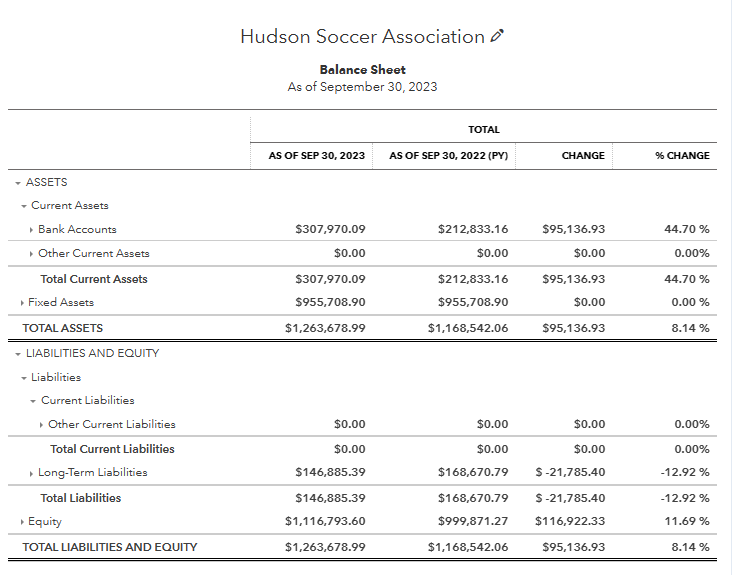 Hudson Soccer Association
Balance Sheet
As of September 30, 2023
TOTAL
AS OF SEP 30, 2023 AS OF SEP 30, 2022 (PY) CHANGE % CHANGE
ASSETS
Current Assets
Bank Accounts $307,970.09 $212,833.16 $95,136.93 44.70 %
Other Current Assets $0.00 $0.00 $0.00 0.00%
Total Current Assets $307,970.09 $212,833.16 $95,136.93 44.70 %
Fixed Assets $955,708.90 $955,708.90 $0.00 0.00 %
TOTAL ASSETS $1,263,678.99 $1,168,542.06 $95,136.93 8.14 %
LIABILITIES AND EQUITY
Liabilities
Current Liabilities
Other Current Liabilities $0.00 $0.00 $0.00 0.00%
Total Current Liabilities $0.00 $0.00 $0.00 0.00%
Long-Term Liabilities $146,885.39 $168,670.79 $ -21,785.40 -12.92 %
Total Liabilities $146,885.39 $168,670.79 $ -21,785.40 -12.92 %
Equity $1,116,793.60 $999,871.27 $116,922.33 11.69 %
TOTAL LIABILITIES AND EQUITY $1,263,678.99 $1,168,542.06 $95,136.93 8.14 %